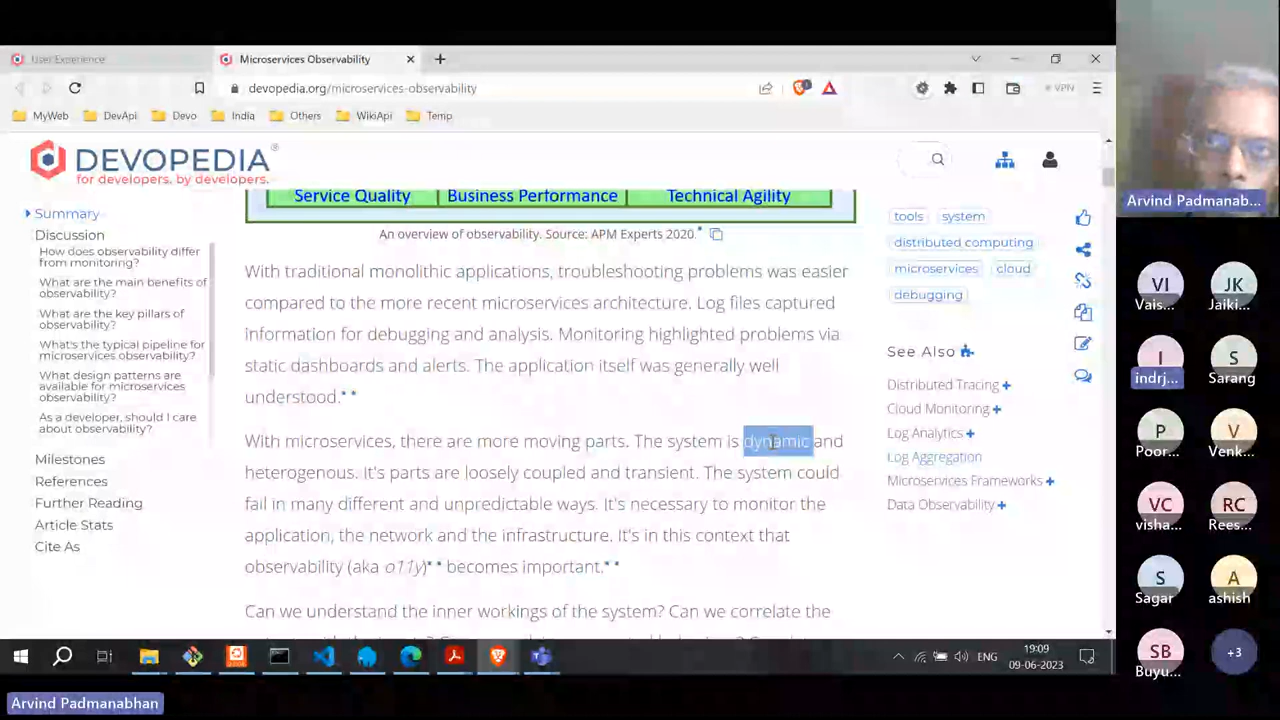 User Experience
Microservices Observability
devopedia.org/microservices-observability
VPN
MyWeb
DevApi
Devo
India
Others
WikiApi
Temp
DEVOPEDIA®
for developers, by developers.
Summary
Discussion
How does observability differ
from monitoring?
What are the main benefits of
observability?
What are the key pillars of
observability?
What's the typical pipeline for
microservices observability?
What design patterns are
available for microservices
observability?
As a developer, should I care
about observability?
Milestones
References
Further Reading
Article Stats
Cite As
Service Quality
Business Performance
Technical Agility
An overview of observability. Source: APM Experts 2020.*
With traditional monolithic applications, troubleshooting problems was easier
compared to the more recent microservices architecture. Log files captured
information for debugging and analysis. Monitoring highlighted problems via
static dashboards and alerts. The application itself was generally well
understood.* *
With microservices, there are more moving parts. The system is dynamic and
heterogenous. It's parts are loosely coupled and transient. The system could
fail in many different and unpredictable ways. It's necessary to monitor the
application, the network and the infrastructure. It's in this context that
observability (aka o11y)* * becomes important.* *
Can we understand the inner workings of the system? Can we correlate the
tools
system
distributed computing
microservices
cloud
debugging
See Also
Distributed Tracing +
Cloud Monitoring +
Log Analytics +
Log Aggregation
Microservices Frameworks +
Data Observability +
ENG
19:09
09-06-2023
Arvind Padmanab...
VI
Vais...
JK
Jaiki...
I
indrj...
S
Sarang
P
Poor...
V
Venk...
VC
visha...
RC
Rees...
S
Sagar
A
ashish
SB
Buyu...
+3
Arvind Padmanabhan